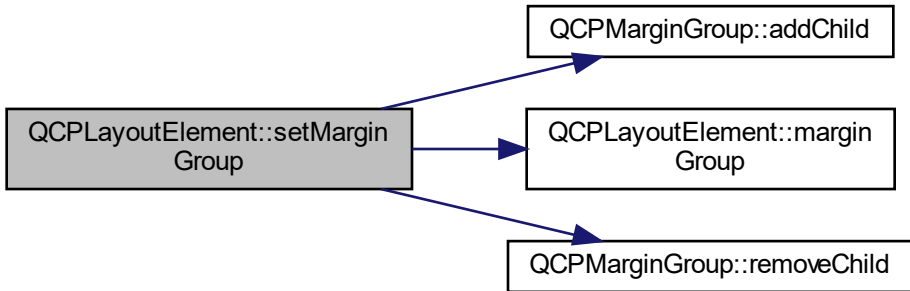 QCPMarginGroup::addChild
QCPLayoutElement::setMargin
Group
QCPLayoutElement::margin
Group
QCPMarginGroup::removeChild